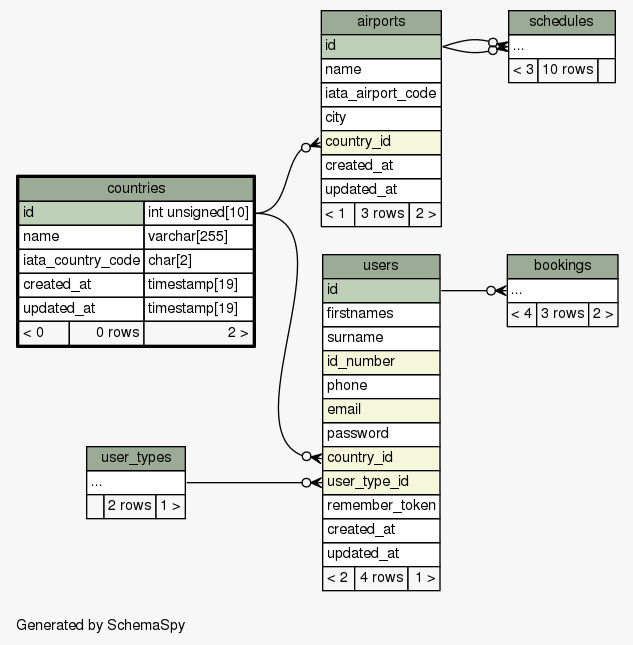 airports
id
name
iata_airport_code
city
country_id
created_at
updated_at
< 1 3 rows 2 >
schedules
...
< 3 10 rows
countries
id int unsigned[10]
name varchar[255]
iata_country_code char[2]
created_at timestamp[19]
updated_at timestamp[19]
< 0 0 rows 2 >
users
id
firstnames
surname
id_number
phone
email
password
country_id
user_type_id
remember_token
created_at
updated_at
< 2 4 rows 1 >
bookings
...
< 4 3 rows 2 >
user_types
...
2 rows 1 >
Generated by SchemaSpy